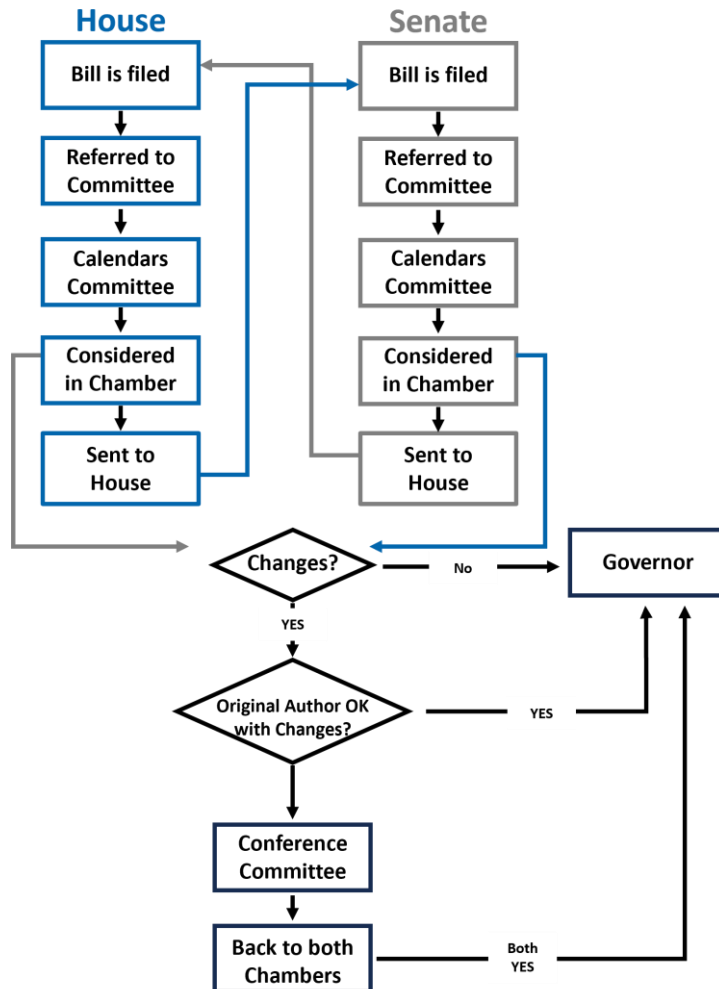 House
Bill is filed
Referred to
Committee
Calendars
Committee
Considered
in Chamber
Sent to
House
Senate
Bill is filed
Referred to
Committee
Calendars
Committee
Considered
in Chamber
Sent to
House
Changes?
No
Governor
YES
Original Author OK
with Changes?
YES
Conference
Committee
Back to both
Chambers
Both
YES